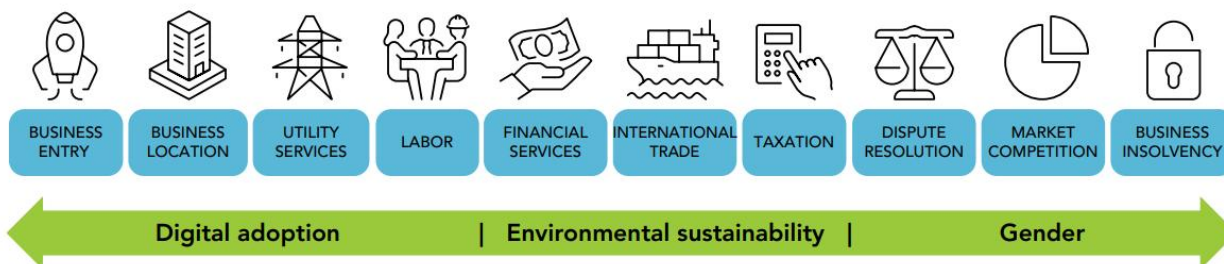 BUSINESS
ENTRY
BUSINESS
LOCATION
UTILITY
SERVICES
LABOR
FINANCIAL
SERVICES
INTERNATIONAL
TRADE
TAXATION
DISPUTE
RESOLUTION
MARKET
COMPETITION
BUSINESS
INSOLVENCY
Digital adoption | Environmental sustainability | Gender